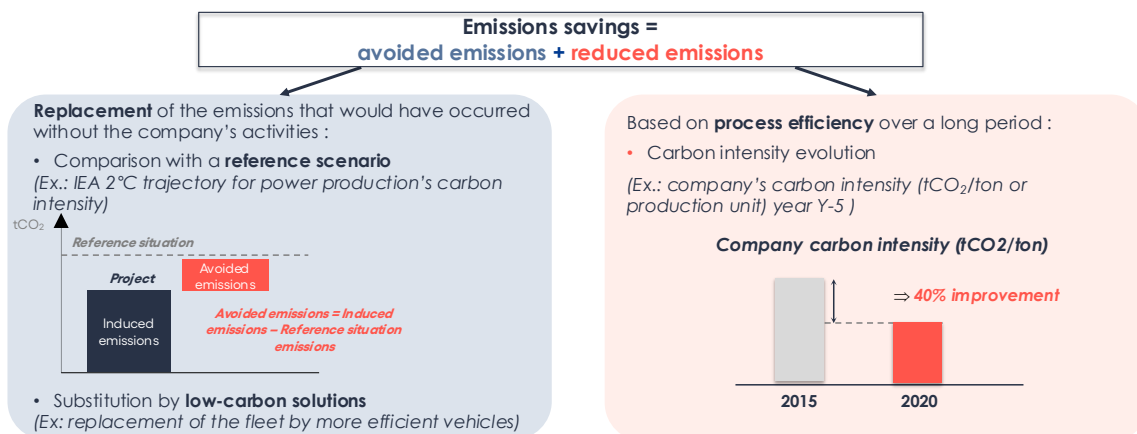 Emissions savings =
avoided emissions + reduced emissions
Replacement of the emissions that would have occurred
without the company's activities :
• Comparison with a reference scenario
(Ex.: IEA 2°C trajectory for power production's carbon
intensity)
tCO₂
Reference situation
Project
Avoided
emissions
Induced
emissions
Avoided emissions = Induced
emissions – Reference situation
emissions
• Substitution by low-carbon solutions
(Ex: replacement of the fleet by more efficient vehicles)
Based on process efficiency over a long period :
• Carbon intensity evolution
(Ex.: company's carbon intensity (tCO₂/ton or
production unit) year Y-5 )
Company carbon intensity (tCO2/ton)
⇒ 40% improvement
2015
2020